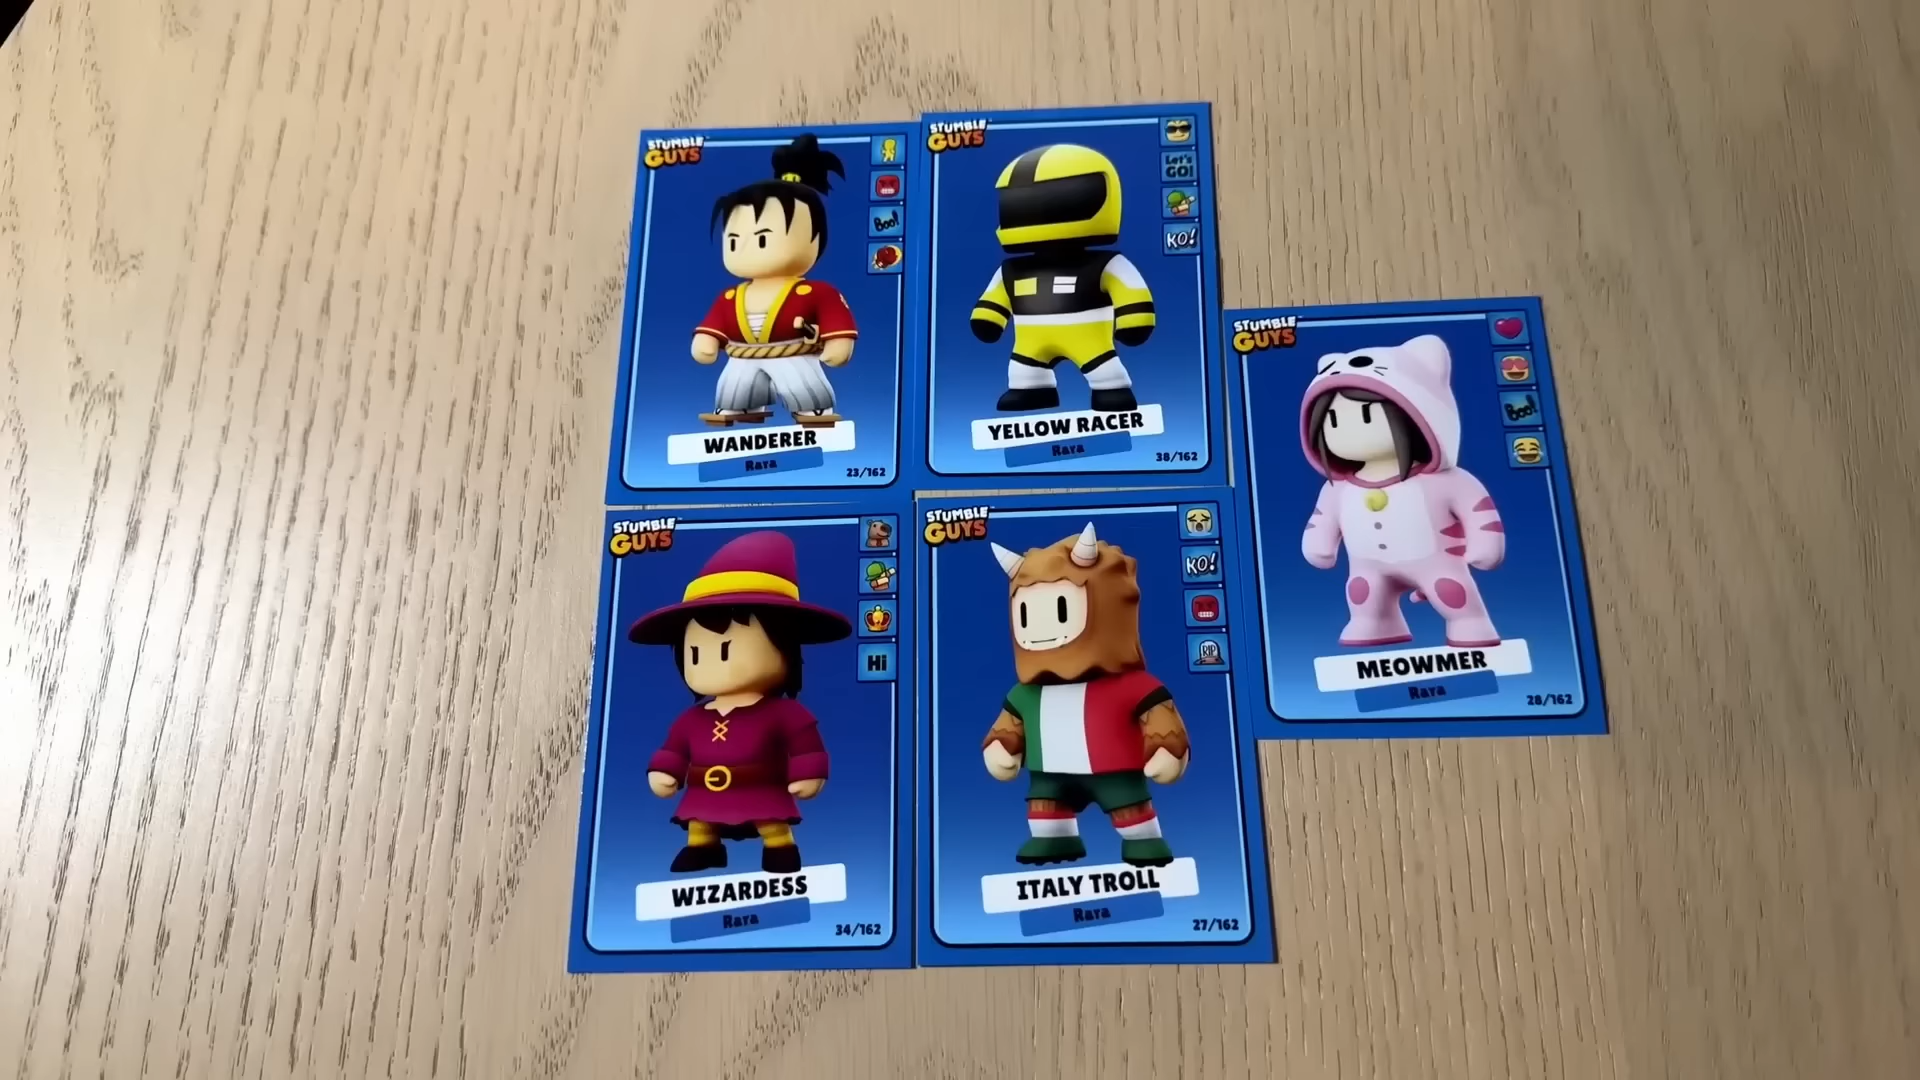 STUMBLE
GUYS
Boo!
WANDERER
Rara
23/162
STUMBLE
GUYS
Let's
GO!
KO!
YELLOW RACER
Rara
38/162
STUMBLE
GUYS
Boo!
MEOWMER
Rara
28/162
STUMBLE
GUYS
Hi
WIZARDESS
Rara
34/162
STUMBLE
GUYS
KO!
RIP
ITALY TROLL
Rara
27/162